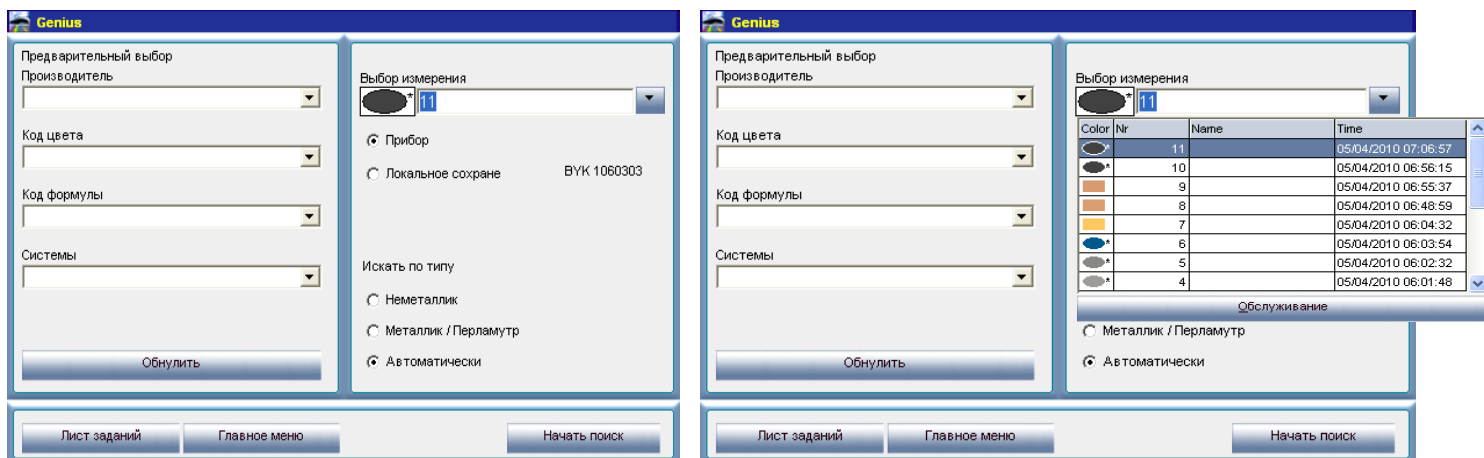 Genius
Предварительный выбор
Производитель
Код цвета
Код формулы
Системы
Обнулить
Выбор измерения
* 11
Прибор
Локальное сохране BYK 1060303
Искать по типу
Неметаллик
Металлик / Перламутр
Автоматически
Лист заданий Главное меню Начать поиск
Genius
Предварительный выбор
Производитель
Код цвета
Код формулы
Системы
Обнулить
Выбор измерения
* 11
Color Nr Name Time
* 11 05/04/2010 07:06:57
* 10 05/04/2010 06:56:15
9 05/04/2010 06:55:37
8 05/04/2010 06:48:59
7 05/04/2010 06:04:32
* 6 05/04/2010 06:03:54
* 5 05/04/2010 06:02:32
* 4 05/04/2010 06:01:48
Обслуживание
Металлик / Перламутр
Автоматически
Лист заданий Главное меню Начать поиск